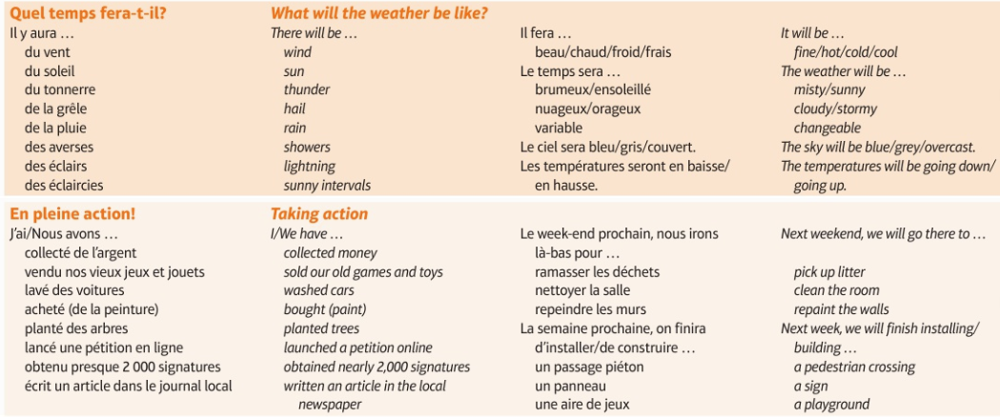 Quel temps fera-t-il? What will the weather be like?
Il y aura … There will be … Il fera … It will be …
du vent wind beau/chaud/froid/frais fine/hot/cold/cool
du soleil sun Le temps sera … The weather will be …
du tonnerre thunder brumeux/ensoleillé misty/sunny
de la grêle hail nuageux/orageux cloudy/stormy
de la pluie rain variable changeable
des averses showers Le ciel sera bleu/gris/couvert. The sky will be blue/grey/overcast.
des éclairs lightning Les températures seront en baisse/ The temperatures will be going down/
des éclaircies sunny intervals en hausse. going up.
En pleine action! Taking action
J'ai/Nous avons … I/We have … Le week-end prochain, nous irons Next weekend, we will go there to …
collecté de l'argent collected money là-bas pour …
vendu nos vieux jeux et jouets sold our old games and toys ramasser les déchets pick up litter
lavé des voitures washed cars nettoyer la salle clean the room
acheté (de la peinture) bought (paint) repeindre les murs repaint the walls
planté des arbres planted trees La semaine prochaine, on finira Next week, we will finish installing/
lancé une pétition en ligne launched a petition online d'installer/de construire … building …
obtenu presque 2 000 signatures obtained nearly 2,000 signatures un passage piéton a pedestrian crossing
écrit un article dans le journal local written an article in the local un panneau a sign
newspaper une aire de jeux a playground